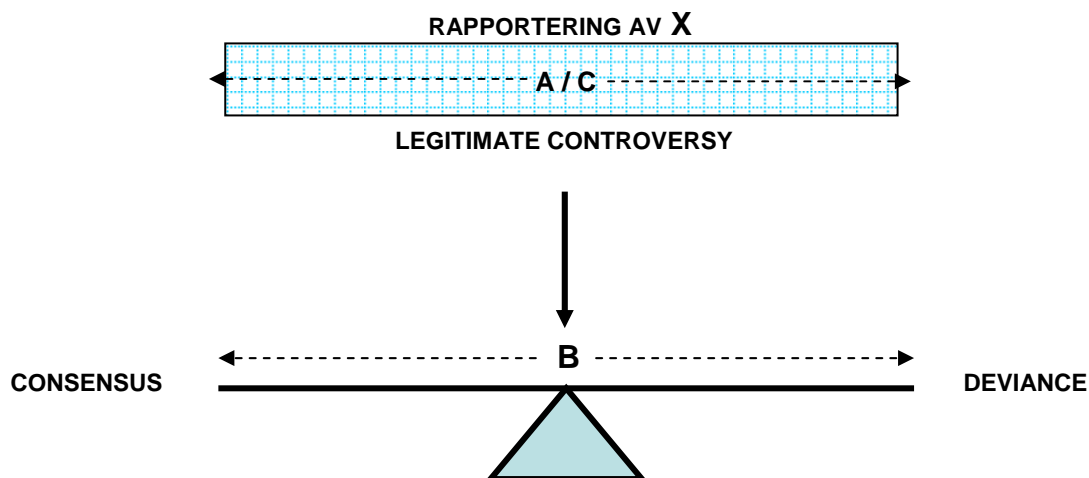 RAPPORTERING AV X
A / C
LEGITIMATE CONTROVERSY
B
CONSENSUS
DEVIANCE